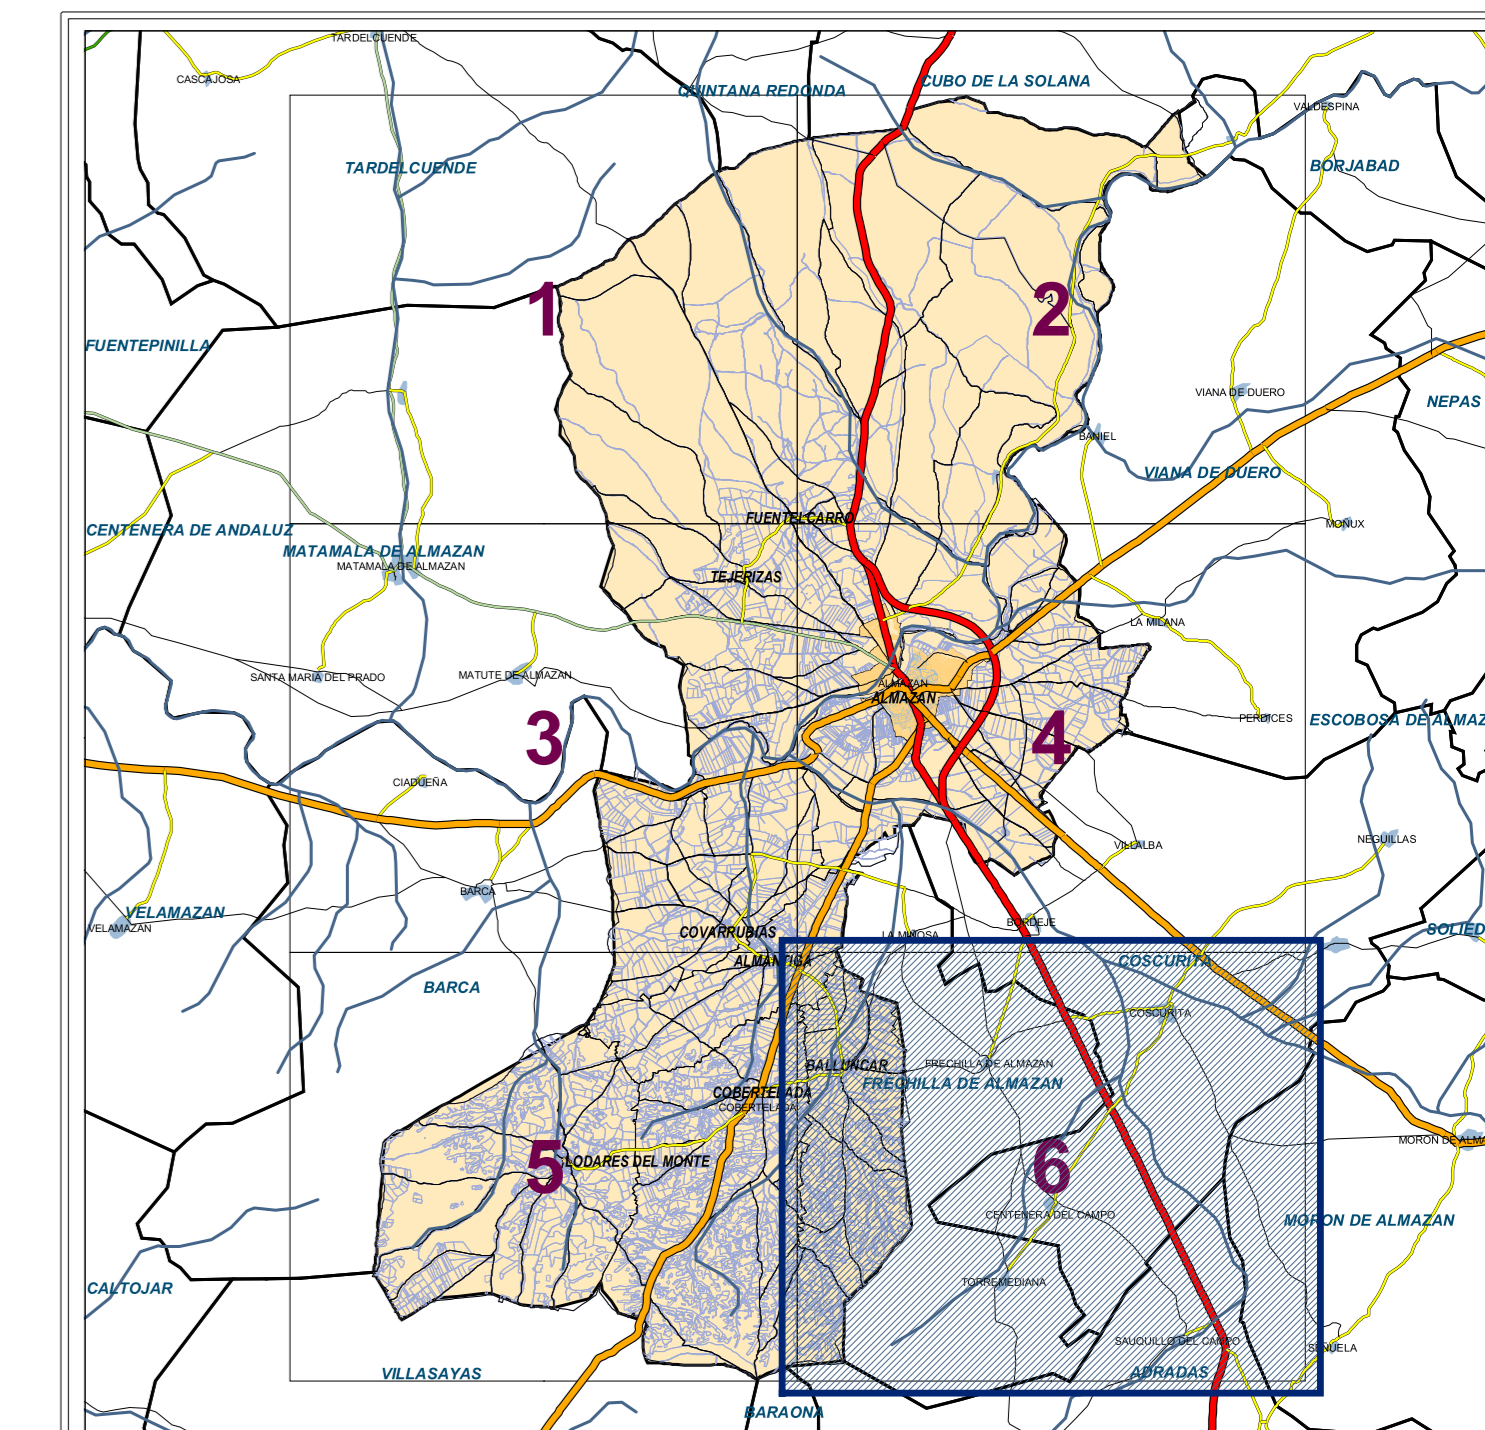 TARDELCUENDE
CASCAJOSA
QUINTANA REDONDA
CUBO DE LA SOLANA
VALDESPINA
TARDELCUENDE
BORJABAD
1
2
FUENTEPINILLA
VIANA DE DUERO
NEPAS
BANIEL
VIANA DE DUERO
FUENTELCARRO
MOÑUX
CENTENERA DE ANDALUZ
MATAMALA DE ALMAZAN
MATAMALA DE ALMAZAN
TEJERIZAS
LA MILANA
SANTA MARIA DEL PRADO
MATUTE DE ALMAZAN
ALMAZAN
ALMAZAN
PERDICES
ESCOBOSA DE ALMAZ
3
4
CIADUEÑA
VILLALBA
NEGUILLAS
BARCA
VELAMAZAN
VELAMAZAN
COVARRUBIAS
LA MIÑOSA
BORDEJE
SOLIED
ALMANTIGA
COSCURITA
BARCA
COSCURITA
BALLUNCAR
FRECHILLA DE ALMAZAN
FRECHILLA DE ALMAZAN
COBERTELADA
COBERTELADA
MORON DE ALMA
5
LODARES DEL MONTE
6
CENTENERA DEL CAMPO
MORON DE ALMAZAN
CALTOJAR
TORREMEDIANA
SAUQUILLO DEL CAMPO
SEÑUELA
VILLASAYAS
ADRADAS
BARAONA